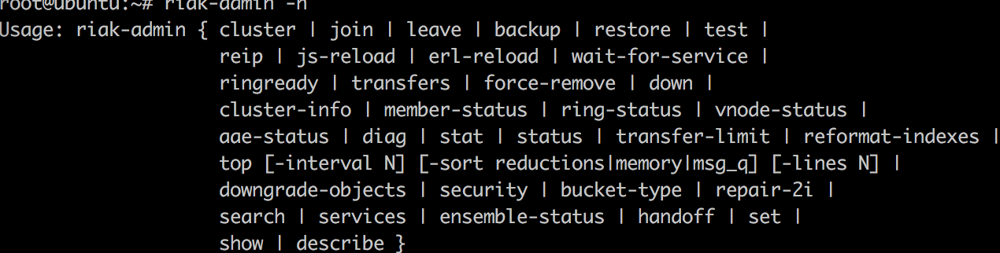 root@ubuntu:~# riak-admin -h
Usage: riak-admin { cluster | join | leave | backup | restore | test |
                    reip | js-reload | erl-reload | wait-for-service |
                    ringready | transfers | force-remove | down |
                    cluster-info | member-status | ring-status | vnode-status |
                    aae-status | diag | stat | status | transfer-limit | reformat-indexes |
                    top [-interval N] [-sort reductions|memory|msg_q] [-lines N] |
                    downgrade-objects | security | bucket-type | repair-2i |
                    search | services | ensemble-status | handoff | set |
                    show | describe }